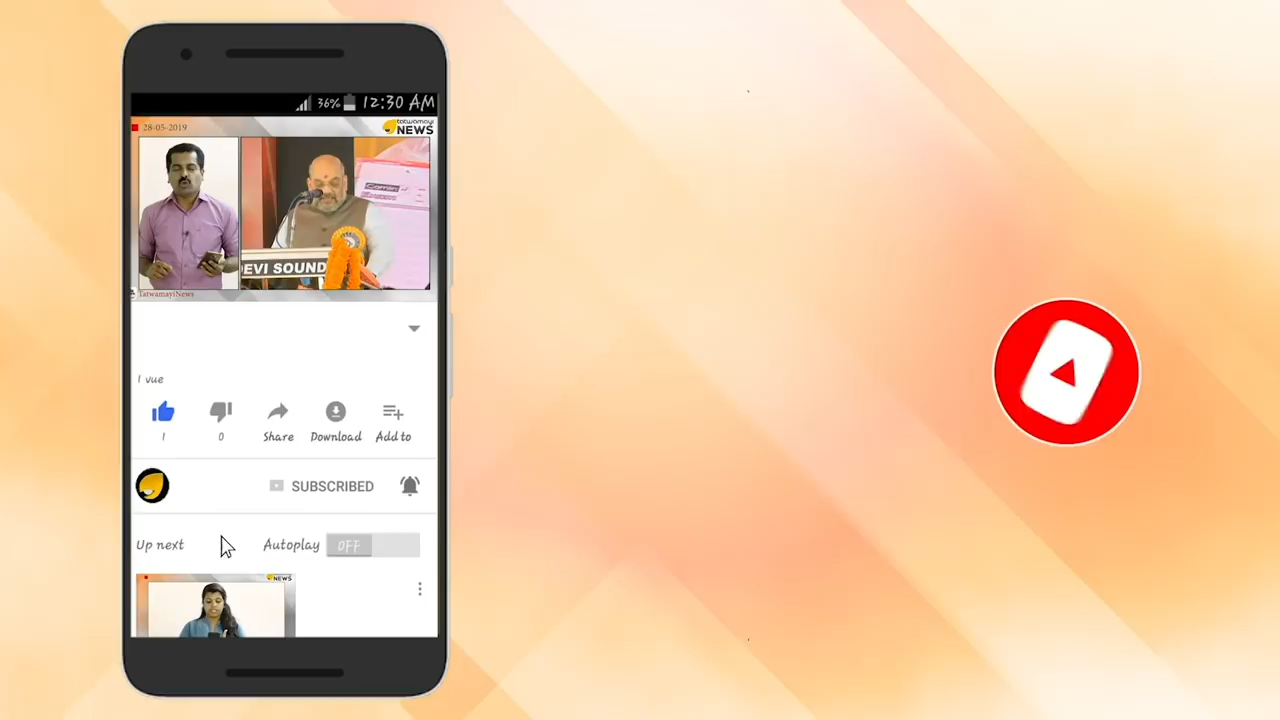 36% 12:30 AM
28-05-2019
tatwamayi
NEWS
DEVI SOUND
TatwamayiNews
1 vue
1
0
Share
Download
Add to
SUBSCRIBED
Up next
Autoplay
OFF
NEWS